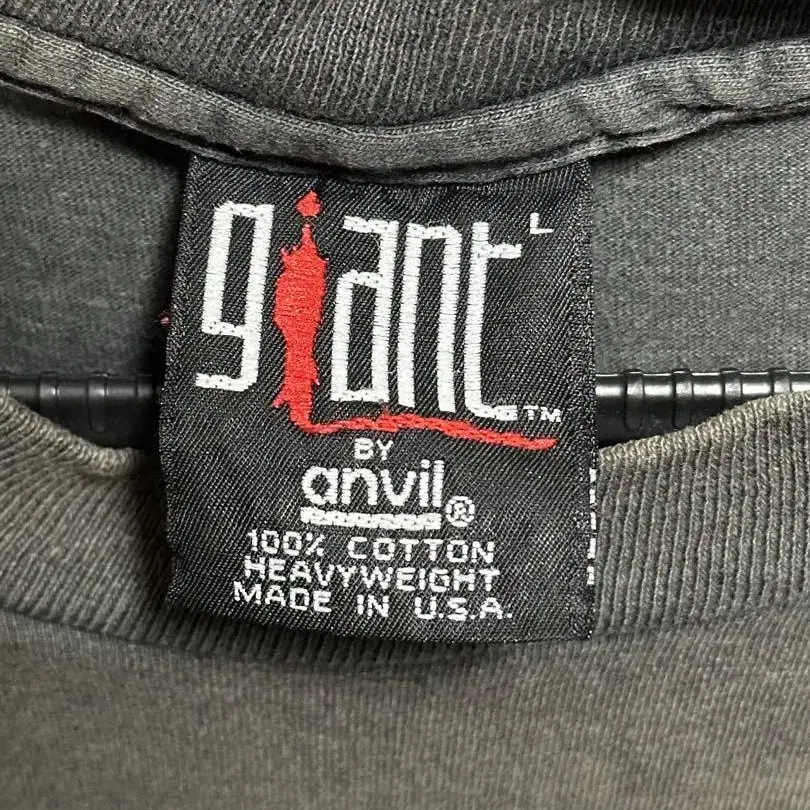 giant L
TM
BY
anvil®
100% COTTON
HEAVYWEIGHT
MADE IN U.S.A.